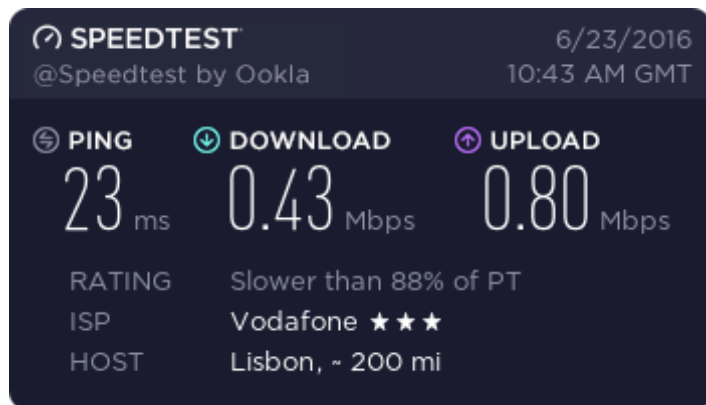 SPEEDTEST
6/23/2016
@Speedtest by Ookla
10:43 AM GMT
PING
DOWNLOAD
UPLOAD
23 ms
0.43 Mbps
0.80 Mbps
RATING Slower than 88% of PT
ISP Vodafone ★★★
HOST Lisbon, ~ 200 mi